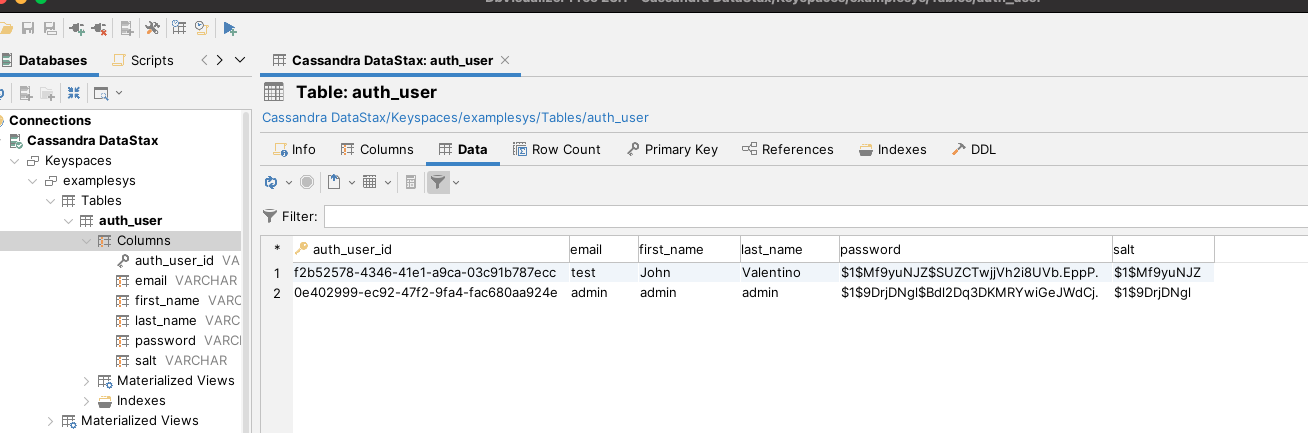 Databases
Scripts
Cassandra DataStax: auth_user
Table: auth_user
Cassandra DataStax/Keyspaces/examplesys/Tables/auth_user
Info
Columns
Data
Row Count
Primary Key
References
Indexes
DDL
Filter:
Connections
Cassandra DataStax
Keyspaces
examplesys
Tables
auth_user
Columns
auth_user_id VA
email VARCHAR
first_name VARC
last_name VARC
password VARC
salt VARCHAR
Materialized Views
Indexes
Materialized Views
* auth_user_id email first_name last_name password salt
1 f2b52578-4346-41e1-a9ca-03c91b787ecc test John Valentino $1$Mf9yuNJZ$SUZCTwjjVh2i8UVb.EppP. $1$Mf9yuNJZ
2 0e402999-ec92-47f2-9fa4-fac680aa924e admin admin admin $1$9DrjDNgl$Bdl2Dq3DKMRYwiGeJWdCj. $1$9DrjDNgl